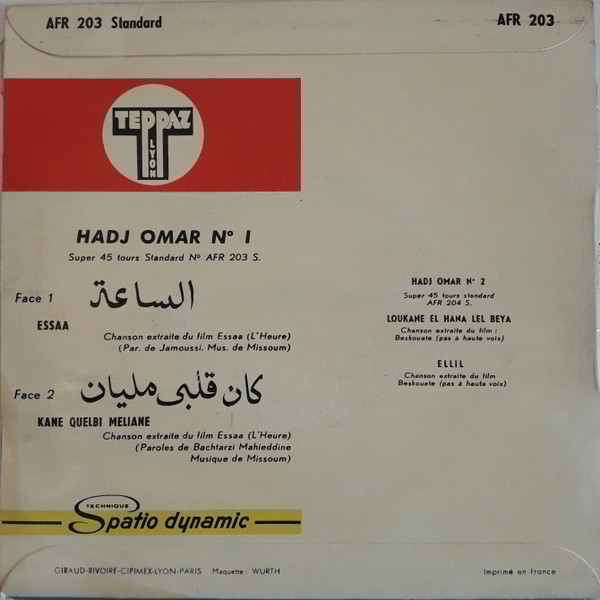 AFR 203 Standard
AFR 203
TEPPAZ
LYON
HADJ OMAR Nº 1
Super 45 tours Standard Nº AFR 203 S.
Face 1
الساعة
ESSAA
Chanson extraite du film Essaa (L'Heure)
(Par. de Jamoussi. Mus. de Missoum)
Face 2
كان قلبي مليان
KANE QUELBI MELIANE
Chanson extraite du film Essaa (L'Heure)
(Paroles de Bachtarzi Mahieddine
Musique de Missoum)
HADJ OMAR Nº 2
Super 45 tours standard
AFR 204 S.
LOUKANE EL HANA LEL BEYA
Chanson extraite du film :
Beskouate (pas à haute voix)
ELLIL
Chanson extraite du film
Beskouate (pas à haute voix)
TECHNIQUE
Spatio dynamic
GIRAUD-RIVOIRE-CIPIMEX-LYON-PARIS Maquette : WURTH
Imprimé en france